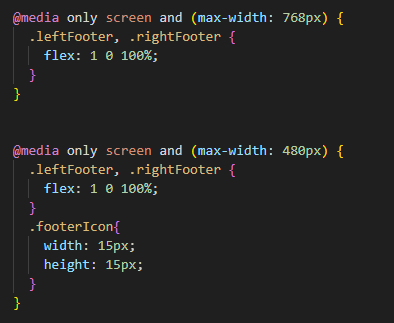 @media only screen and (max-width: 768px) {
  .leftFooter, .rightFooter {
    flex: 1 0 100%;
  }
}

@media only screen and (max-width: 480px) {
  .leftFooter, .rightFooter {
    flex: 1 0 100%;
  }
  .footerIcon{
    width: 15px;
    height: 15px;
  }
}